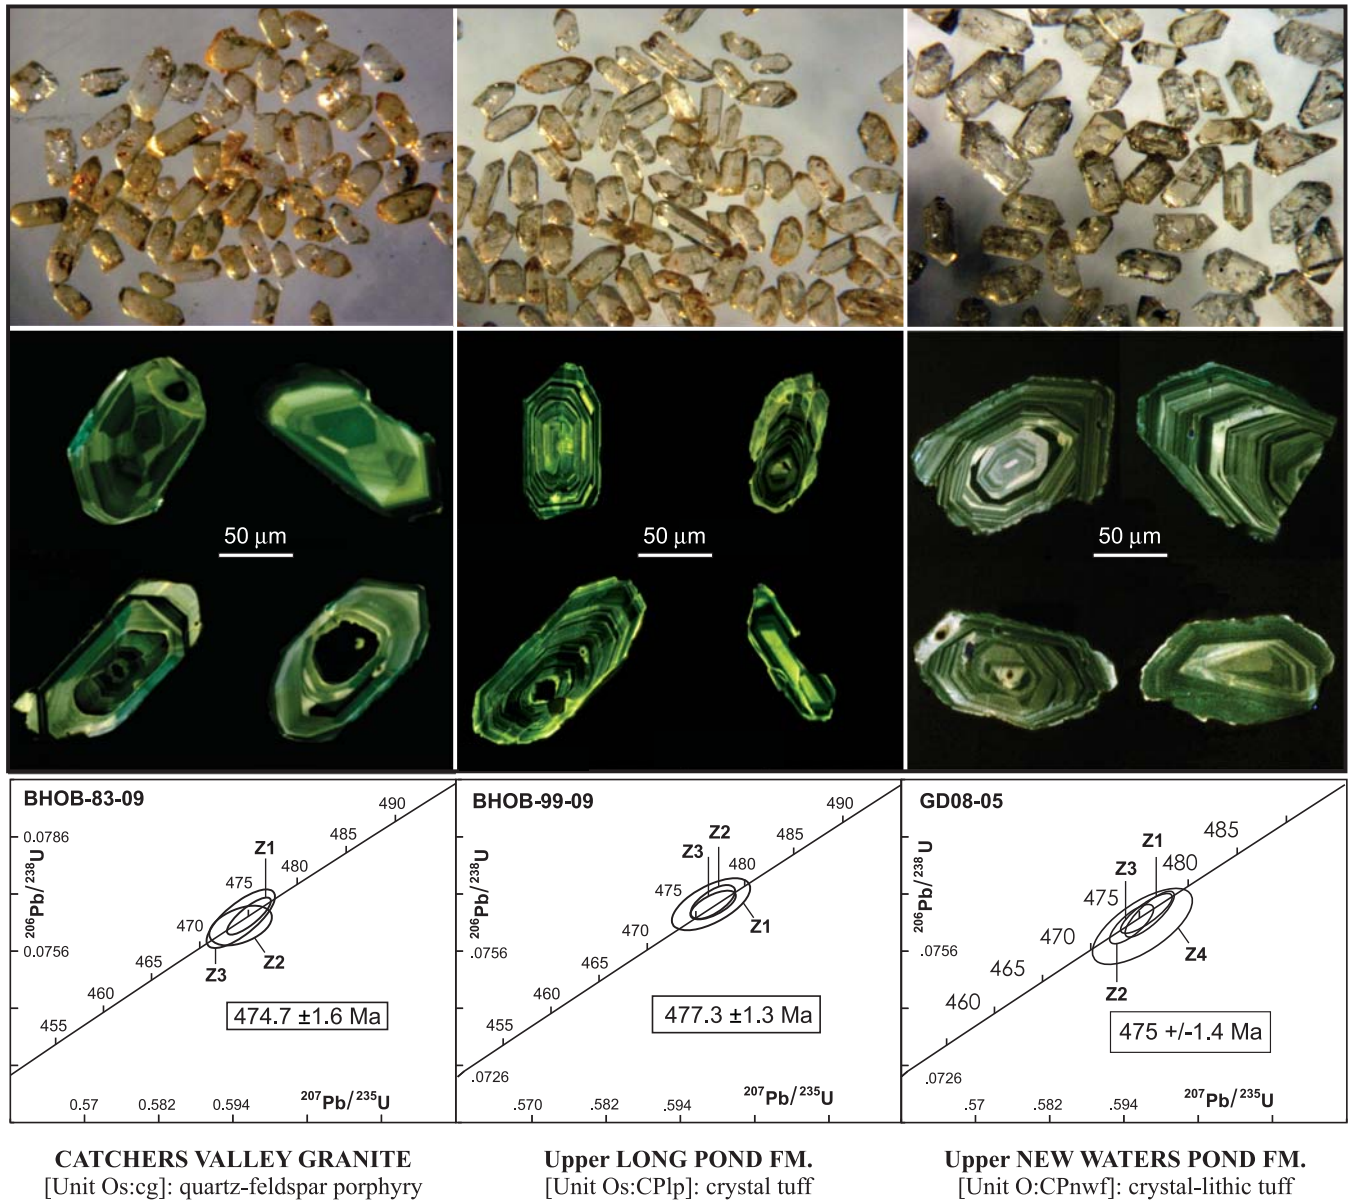 50 µm
50 µm
50 µm
BHOB-83-09
0.0786
0.0756
206Pb/238U
455
460
465
470
475
480
485
490
Z1
Z2
Z3
474.7 ±1.6 Ma
0.57
0.582
0.594
207Pb/235U
BHOB-99-09
.0756
.0726
206Pb/238U
455
460
465
470
475
480
485
490
Z2
Z3
Z1
477.3 ±1.3 Ma
.570
.582
.594
207Pb/235U
GD08-05
.0756
.0726
206Pb/238U
460
465
470
475
480
485
Z1
Z3
Z4
Z2
475 +/-1.4 Ma
.57
.582
.594
207Pb/235U
CATCHERS VALLEY GRANITE
[Unit Os:cg]: quartz-feldspar porphyry
Upper LONG POND FM.
[Unit Os:CPlp]: crystal tuff
Upper NEW WATERS POND FM.
[Unit O:CPnwf]: crystal-lithic tuff